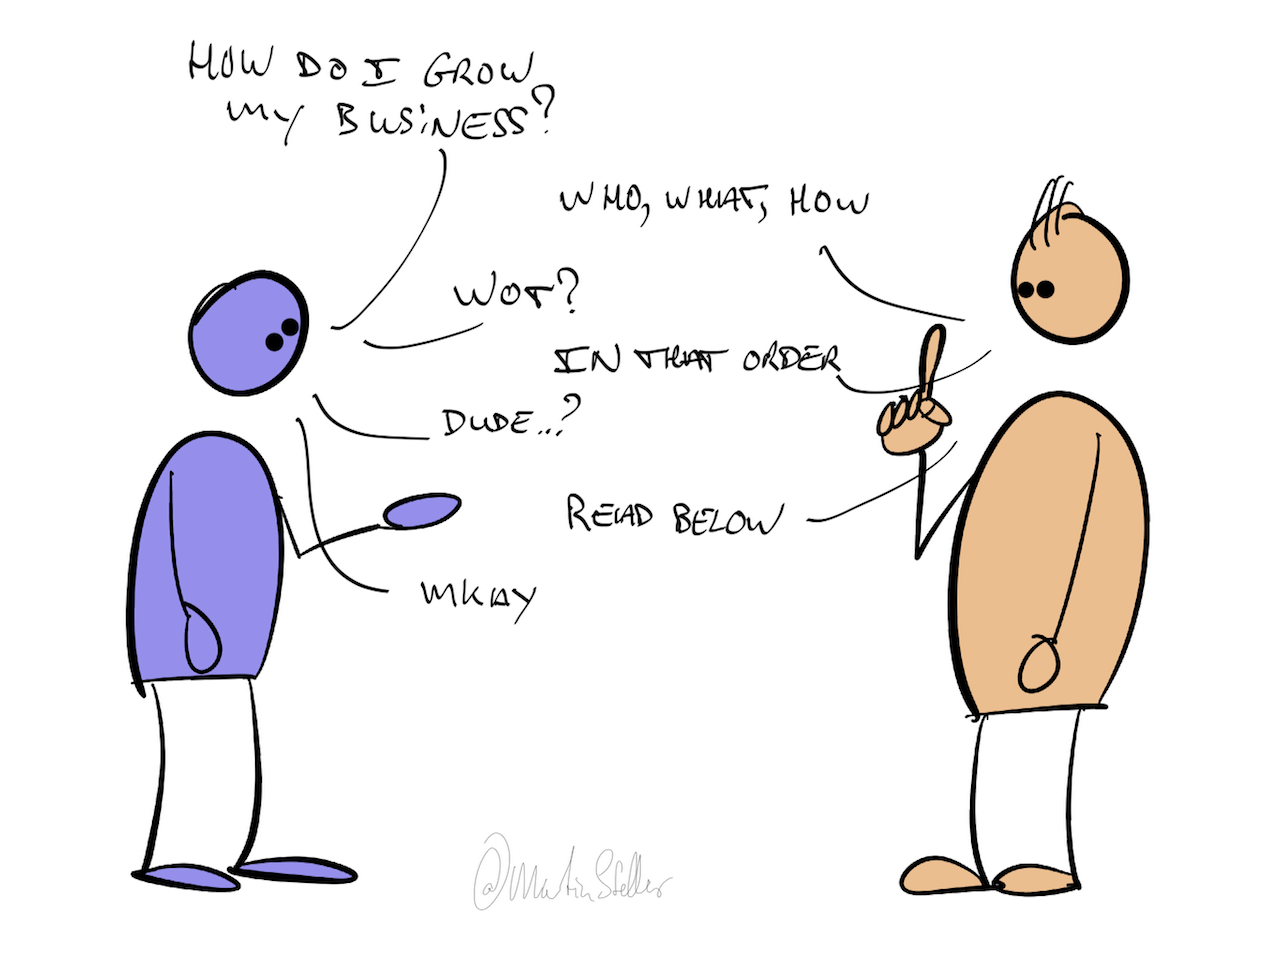 HOW DO I GROW
MY BUSINESS?
WHO, WHAT, HOW
WOT?
IN THAT ORDER
DUDE...?
READ BELOW
MKAY
@MartinStellar